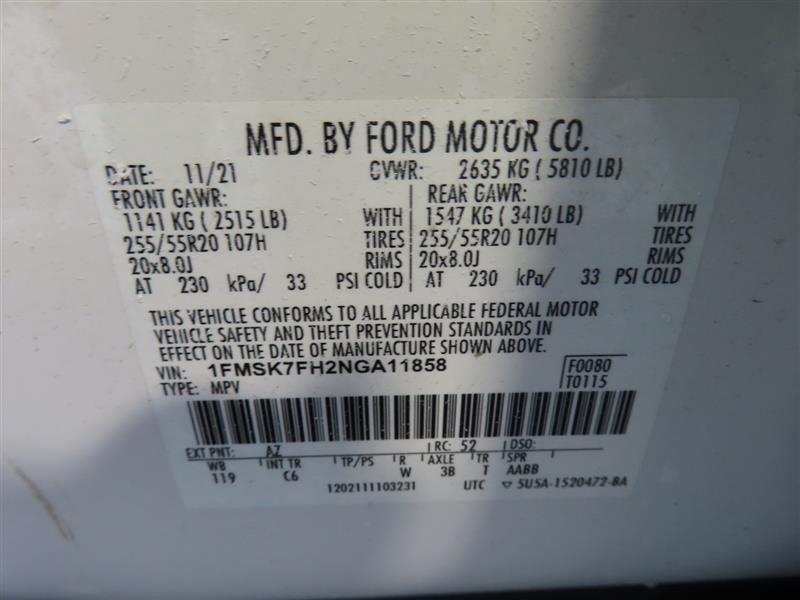 MFD. BY FORD MOTOR CO.
DATE: 11/21 GVWR: 2635 KG ( 5810 LB)
FRONT GAWR: REAR GAWR:
1141 KG ( 2515 LB) WITH 1547 KG ( 3410 LB) WITH
255/55R20 107H TIRES 255/55R20 107H TIRES
20x8.0J RIMS 20x8.0J RIMS
AT 230 kPa/ 33 PSI COLD AT 230 kPa/ 33 PSI COLD
THIS VEHICLE CONFORMS TO ALL APPLICABLE FEDERAL MOTOR
VEHICLE SAFETY AND THEFT PREVENTION STANDARDS IN
EFFECT ON THE DATE OF MANUFACTURE SHOWN ABOVE.
VIN: 1FMSK7FH2NGA11858 F0080
TYPE: MPV T0115
EXT PNT: AZ RC: 52 DSO:
WB INT TR TP/PS R AXLE TR SPR
119 C6 W 3B T AABB
1202111103231 UTC 5U5A-1520472-BA